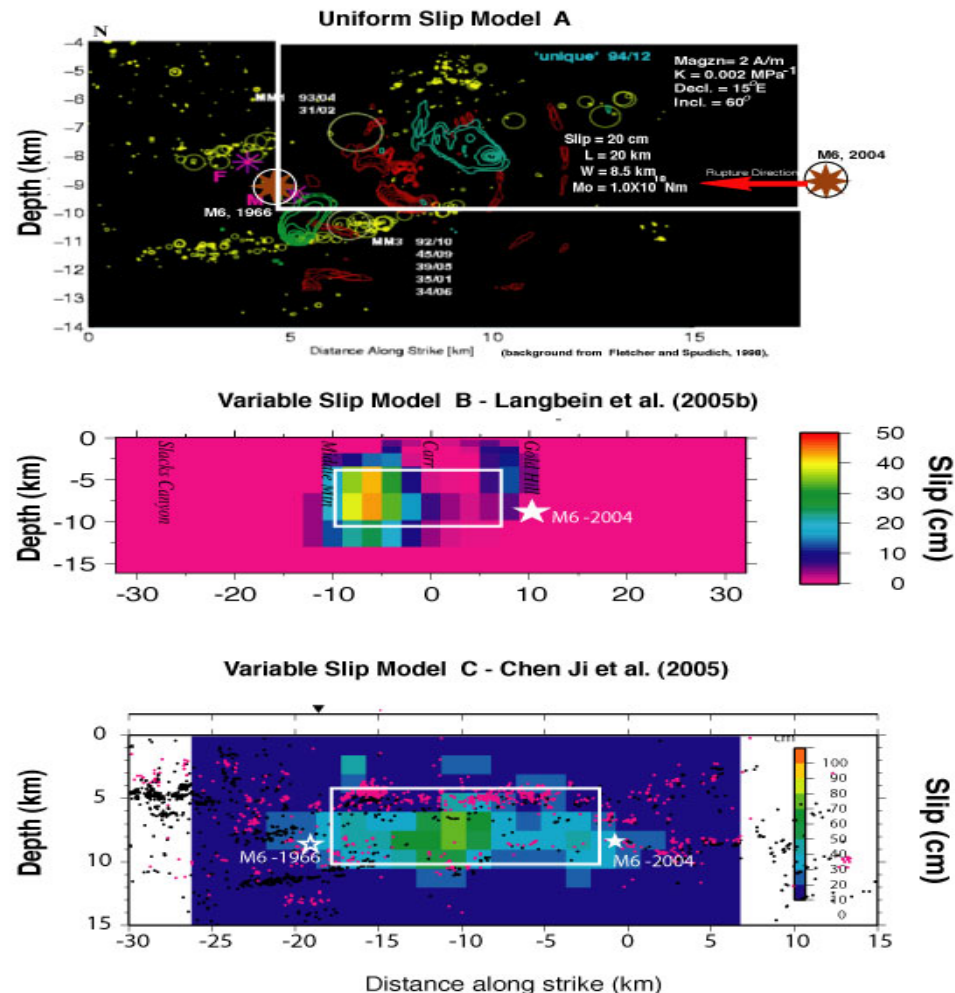 Uniform Slip Model A
N
-4
-5
-6
-7
-8
-9
-10
-11
-12
-13
-14
Depth (km)
'unique' 94/12
Magzn= 2 A/m
K = 0.002 MPa-1
Decl. = 15°E
Incl. = 60°
MM1 93/04
31/02
Slip = 20 cm
L = 20 km
W = 8.5 km
Mo = 1.0X10 18 Nm
M6, 2004
Rupture Direction
F
M
M6, 1966
MM3 92/10
45/09
39/05
35/01
34/06
0 5 10 15
Distance Along Strike [km]
(background from Fletcher and Spudich, 1998),
Variable Slip Model B - Langbein et al. (2005b)
Depth (km)
0
-5
-10
-15
Slacks Canyon
Middle Mtn
Carr
Gold Hill
M6 -2004
-30 -20 -10 0 10 20 30
50
40
30
20
10
0
Slip (cm)
Variable Slip Model C - Chen Ji et al. (2005)
Depth (km)
0
5
10
15
M6 -1966
M6 -2004
cm
100
90
80
70
60
50
40
30
20
10
0
Slip (cm)
-30 -25 -20 -15 -10 -5 0 5 10 15
Distance along strike (km)